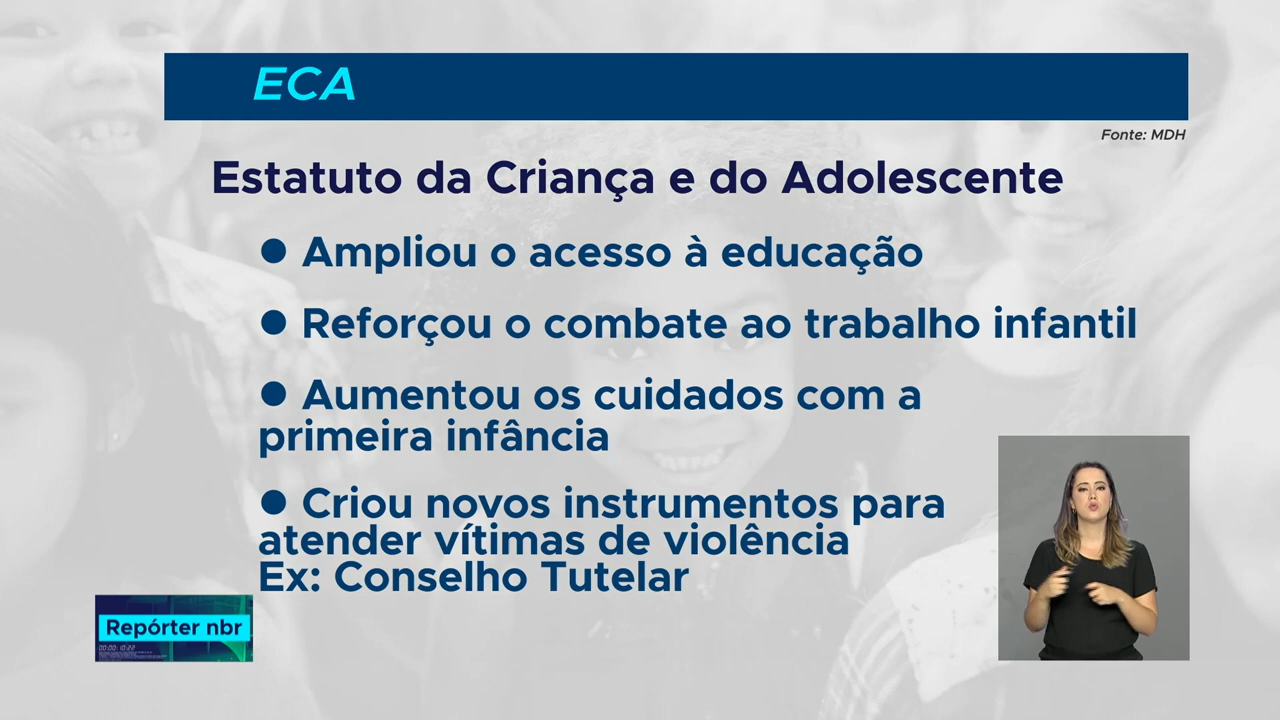 ECA
Fonte: MDH
Estatuto da Criança e do Adolescente
● Ampliou o acesso à educação
● Reforçou o combate ao trabalho infantil
● Aumentou os cuidados com a
primeira infância
● Criou novos instrumentos para
atender vítimas de violência
Ex: Conselho Tutelar
Repórter nbr